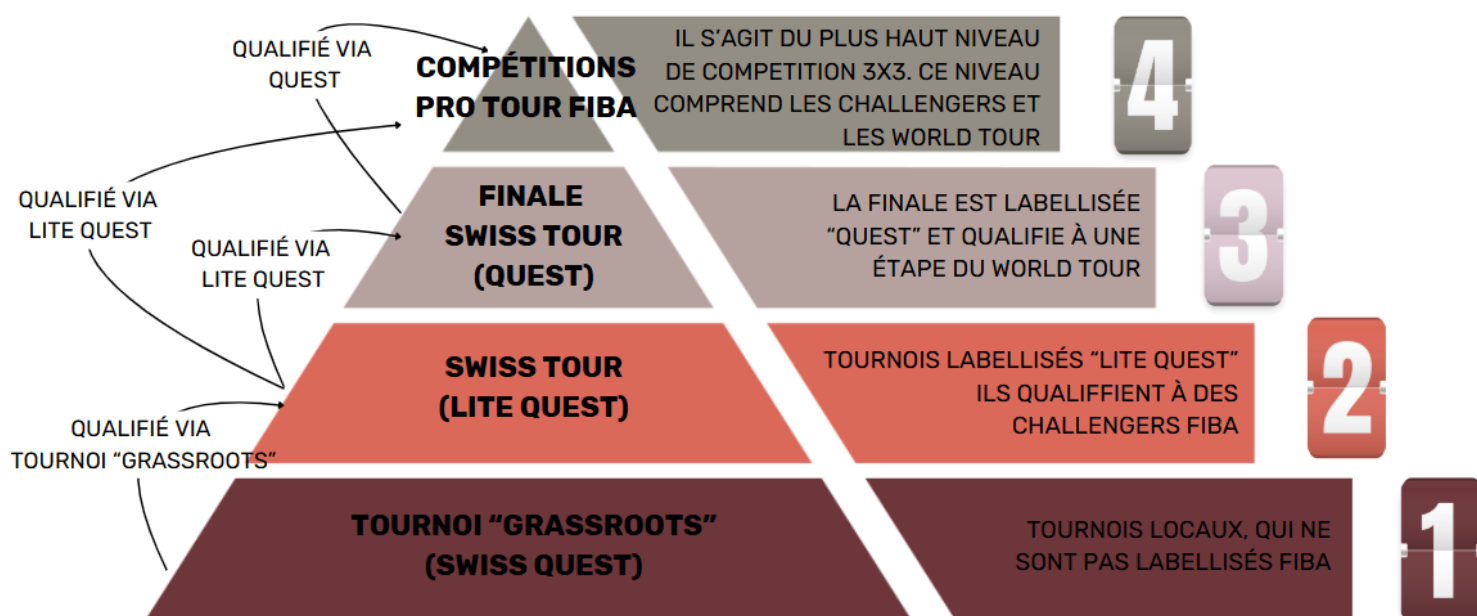 QUALIFIÉ VIA
QUEST
COMPÉTITIONS
PRO TOUR FIBA
IL S’AGIT DU PLUS HAUT NIVEAU
DE COMPETITION 3X3. CE NIVEAU
COMPREND LES CHALLENGERS ET
LES WORLD TOUR
4
QUALIFIÉ VIA
LITE QUEST
QUALIFIÉ VIA
LITE QUEST
FINALE
SWISS TOUR
(QUEST)
LA FINALE EST LABELLISÉE
“QUEST” ET QUALIFIE À UNE
ÉTAPE DU WORLD TOUR
3
SWISS TOUR
(LITE QUEST)
TOURNOIS LABELLISÉS “LITE QUEST”
ILS QUALIFFIENT À DES
CHALLENGERS FIBA
2
QUALIFIÉ VIA
TOURNOI “GRASSROOTS”
TOURNOI “GRASSROOTS”
(SWISS QUEST)
TOURNOIS LOCAUX, QUI NE
SONT PAS LABELLISÉS FIBA
1